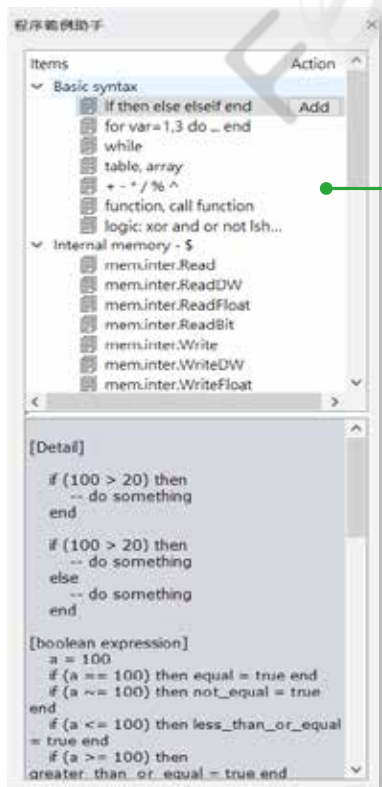 程序範例助手
Items Action
Basic syntax
If then else elseif end Add
for var=1,3 do ... end
while
table, array
+ - * / % ^
function, call function
logic: xor and or not lsh...
Internal memory - $
mem.inter.Read
mem.inter.ReadDW
mem.inter.ReadFloat
mem.inter.ReadBit
mem.inter.Write
mem.inter.WriteDW
mem.inter.WriteFloat
[Detail]
if (100 > 20) then
-- do something
end
if (100 > 20) then
-- do something
else
-- do something
end
[boolean expression]
a = 100
if (a == 100) then equal = true end
if (a ~= 100) then not_equal = true
end
if (a <= 100) then less_than_or_equal
= true end
if (a >= 100) then
greater_than_or_equal = true end